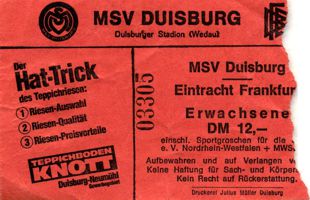 MSV DUISBURG
Duisburger Stadion (Wedau)
Der
Hat-Trick
des Teppichriesen:
1 Riesen-Auswahl
2 Riesen-Qualität
3 Riesen-Preisvorteile
TEPPICHBODEN
KNOTT
Duisburg-Neumühl
Gewerbegebiet
03305
MSV Duisburg
Eintracht Frankfur
Erwachsene
DM 12,–
einschl. Sportgroschen für die
e. V. Nordrhein-Westfalen + MWS
Aufbewahren und auf Verlangen v
Keine Haftung für Sach- und Körper
Kein Recht auf Rückerstattung.
Druckerei Julius Müller Duisburg